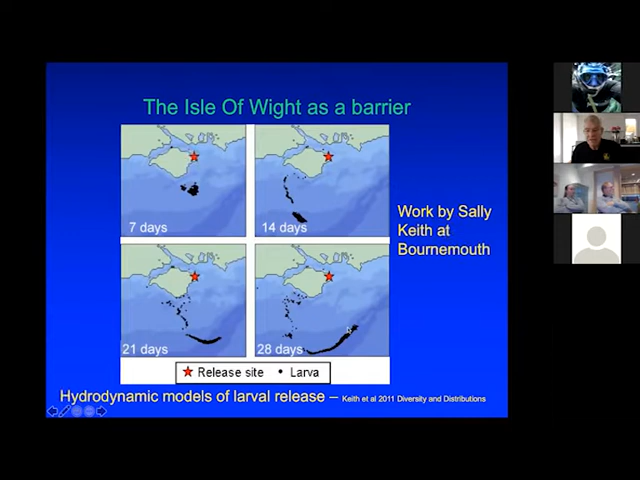 The Isle Of Wight as a barrier
7 days
14 days
Work by Sally
Keith at
Bournemouth
21 days
28 days
Release site
Larva
Hydrodynamic models of larval release – Keith et al 2011 Diversity and Distributions